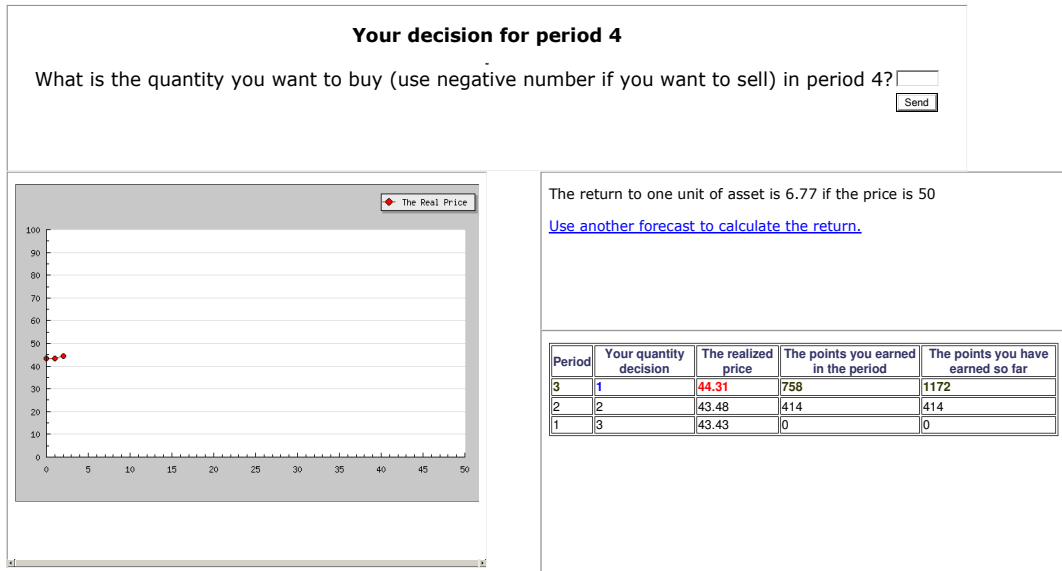 Your decision for period 4
-
What is the quantity you want to buy (use negative number if you want to sell) in period 4?
Send
The Real Price
100
90
80
70
60
50
40
30
20
10
0
0 5 10 15 20 25 30 35 40 45 50
The return to one unit of asset is 6.77 if the price is 50
Use another forecast to calculate the return.
Period Your quantity decision The realized price The points you earned in the period The points you have earned so far
3 1 44.31 758 1172
2 2 43.48 414 414
1 3 43.43 0 0